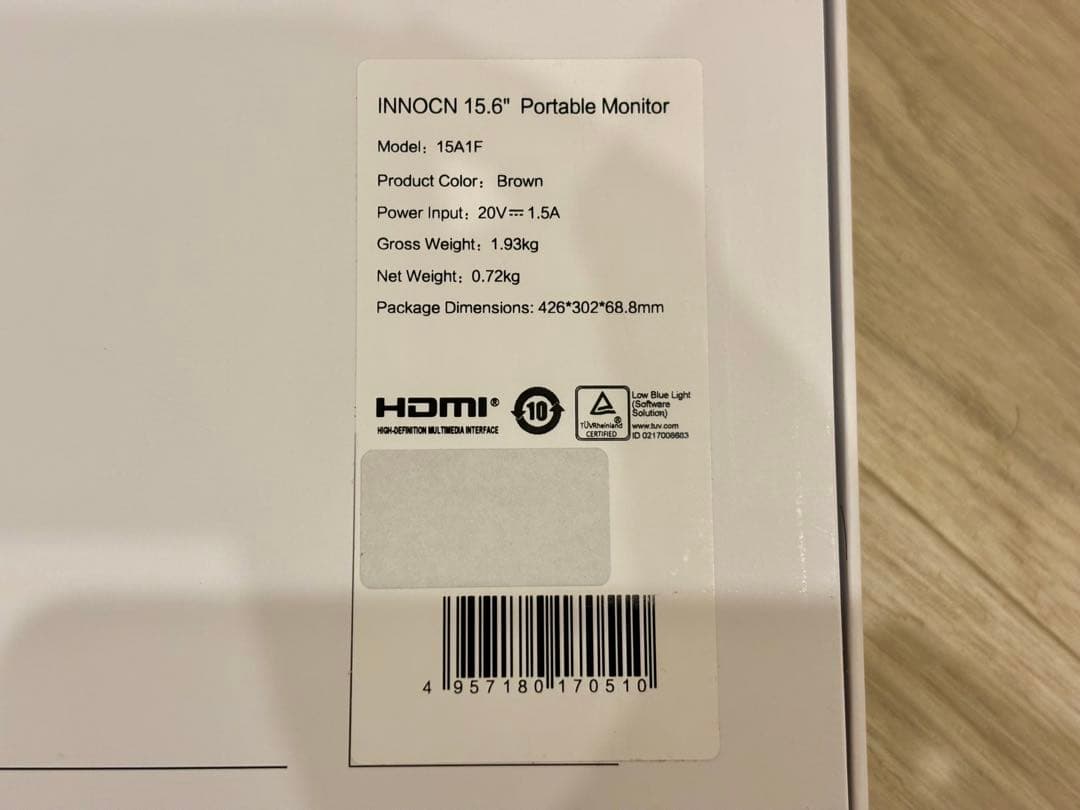 INNOCN 15.6" Portable Monitor
Model: 15A1F
Product Color: Brown
Power Input: 20V⎓1.5A
Gross Weight: 1.93kg
Net Weight: 0.72kg
Package Dimensions: 426*302*68.8mm
HDMI®
HIGH-DEFINITION MULTIMEDIA INTERFACE
10
TÜVRheinland®
CERTIFIED
Low Blue Light
(Software
Solution)
www.tuv.com
ID 0217006683
4 957180 170510